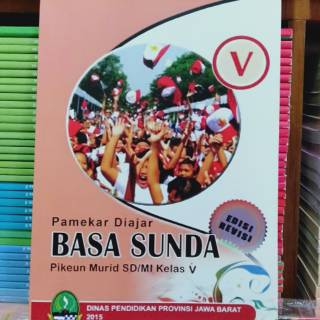 V
Pamekar Diajar
BASA SUNDA
Pikeun Murid SD/MI Kelas V
EDISI
REVISI
DINAS PENDIDIKAN PROVINSI JAWA BARAT
2015